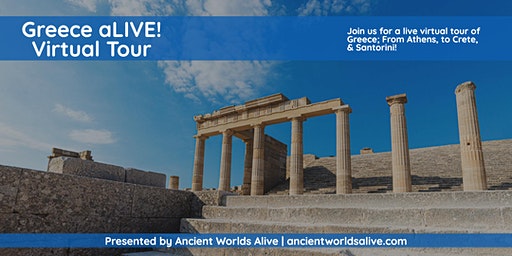 Greece aLIVE!
Virtual Tour
Join us for a live virtual tour of
Greece; From Athens, to Crete,
& Santorini!
Presented by Ancient Worlds Alive | ancientworldsalive.com